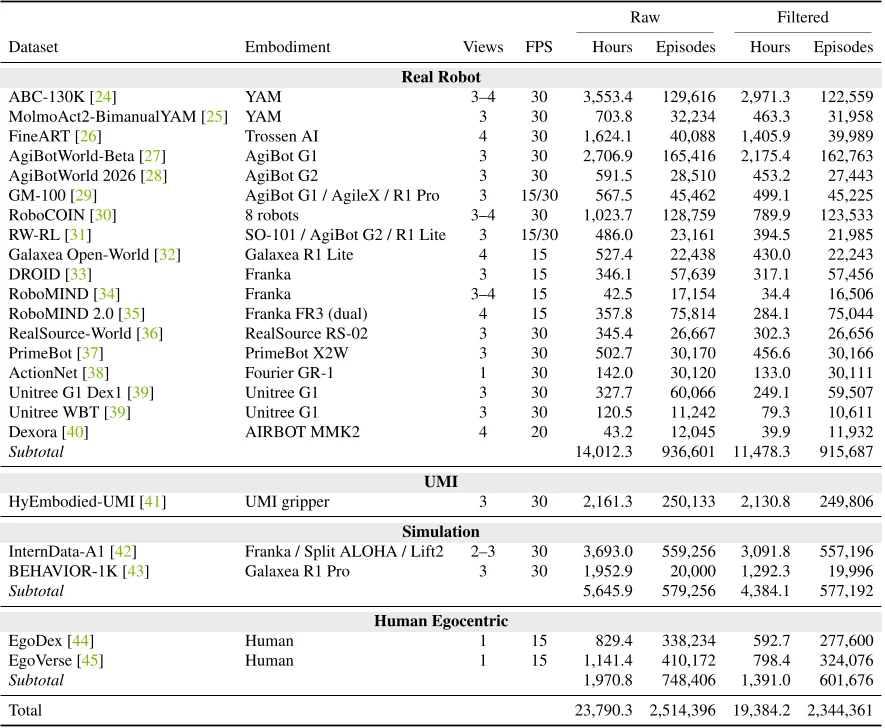 Raw Filtered
Dataset Embodiment Views FPS Hours Episodes Hours Episodes
Real Robot
ABC-130K [24] YAM 3–4 30 3,553.4 129,616 2,971.3 122,559
MolmoAct2-BimanualYAM [25] YAM 3 30 703.8 32,234 463.3 31,958
FineART [26] Trossen AI 4 30 1,624.1 40,088 1,405.9 39,989
AgiBotWorld-Beta [27] AgiBot G1 3 30 2,706.9 165,416 2,175.4 162,763
AgiBotWorld 2026 [28] AgiBot G2 3 30 591.5 28,510 453.2 27,443
GM-100 [29] AgiBot G1 / AgileX / R1 Pro 3 15/30 567.5 45,462 499.1 45,225
RoboCOIN [30] 8 robots 3–4 30 1,023.7 128,759 789.9 123,533
RW-RL [31] SO-101 / AgiBot G2 / R1 Lite 3 15/30 486.0 23,161 394.5 21,985
Galaxea Open-World [32] Galaxea R1 Lite 4 15 527.4 22,438 430.0 22,243
DROID [33] Franka 3 15 346.1 57,639 317.1 57,456
RoboMIND [34] Franka 3–4 15 42.5 17,154 34.4 16,506
RoboMIND 2.0 [35] Franka FR3 (dual) 4 15 357.8 75,814 284.1 75,044
RealSource-World [36] RealSource RS-02 3 30 345.4 26,667 302.3 26,656
PrimeBot [37] PrimeBot X2W 3 30 502.7 30,170 456.6 30,166
ActionNet [38] Fourier GR-1 1 30 142.0 30,120 133.0 30,111
Unitree G1 Dex1 [39] Unitree G1 3 30 327.7 60,066 249.1 59,507
Unitree WBT [39] Unitree G1 3 30 120.5 11,242 79.3 10,611
Dexora [40] AIRBOT MMK2 4 20 43.2 12,045 39.9 11,932
Subtotal 14,012.3 936,601 11,478.3 915,687
UMI
HyEmbodied-UMI [41] UMI gripper 3 30 2,161.3 250,133 2,130.8 249,806
Simulation
InternData-A1 [42] Franka / Split ALOHA / Lift2 2–3 30 3,693.0 559,256 3,091.8 557,196
BEHAVIOR-1K [43] Galaxea R1 Pro 3 30 1,952.9 20,000 1,292.3 19,996
Subtotal 5,645.9 579,256 4,384.1 577,192
Human Egocentric
EgoDex [44] Human 1 15 829.4 338,234 592.7 277,600
EgoVerse [45] Human 1 15 1,141.4 410,172 798.4 324,076
Subtotal 1,970.8 748,406 1,391.0 601,676
Total 23,790.3 2,514,396 19,384.2 2,344,361